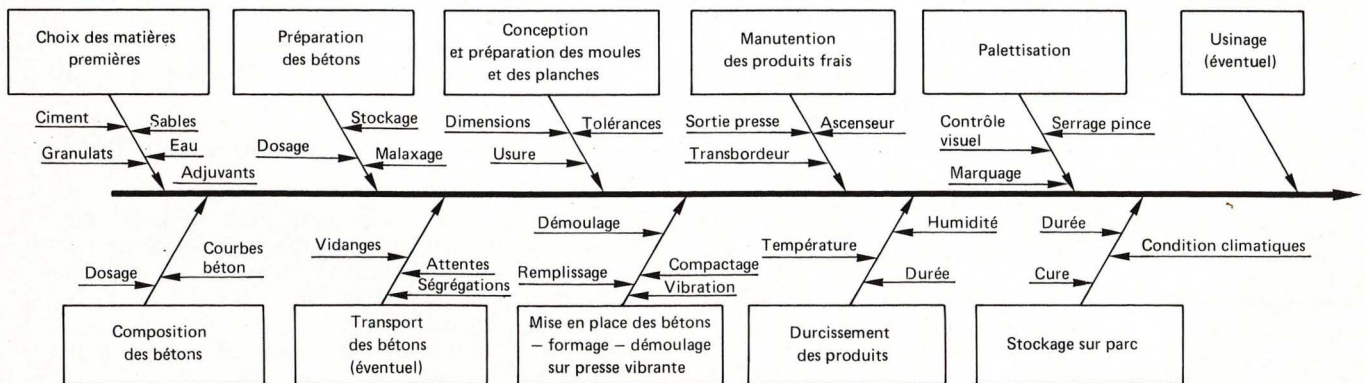 Choix des matières
premières
Préparation
des bétons
Conception
et préparation des moules
et des planches
Manutention
des produits frais
Palettisation
Usinage
(éventuel)
Ciment
Sables
Granulats
Eau
Adjuvants
Stockage
Dosage
Malaxage
Dimensions
Tolérances
Usure
Sortie presse
Ascenseur
Transbordeur
Contrôle
visuel
Serrage pince
Marquage
Dosage
Courbes
béton
Vidanges
Attentes
Ségrégations
Démoulage
Remplissage
Compactage
Vibration
Température
Humidité
Durée
Durée
Condition climatiques
Cure
Composition
des bétons
Transport
des bétons
(éventuel)
Mise en place des bétons
– formage – démoulage
sur presse vibrante
Durcissement
des produits
Stockage sur parc